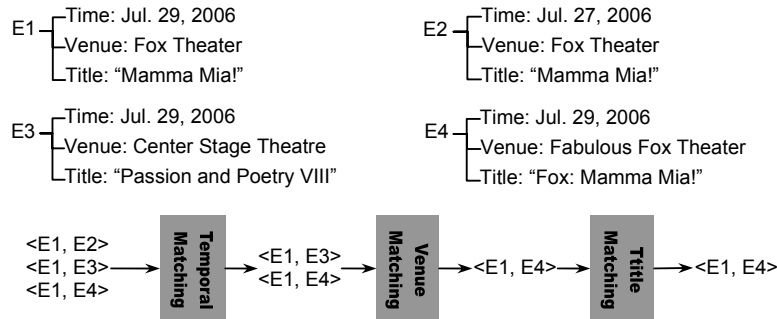 E1
Time: Jul. 29, 2006
Venue: Fox Theater
Title: “Mamma Mia!”
E2
Time: Jul. 27, 2006
Venue: Fox Theater
Title: “Mamma Mia!”
E3
Time: Jul. 29, 2006
Venue: Center Stage Theatre
Title: “Passion and Poetry VIII”
E4
Time: Jul. 29, 2006
Venue: Fabulous Fox Theater
Title: “Fox: Mamma Mia!”
<E1, E2>
<E1, E3>
<E1, E4>
Temporal
Matching
<E1, E3>
<E1, E4>
Venue
Matching
<E1, E4>
Ttitle
Matching
<E1, E4>